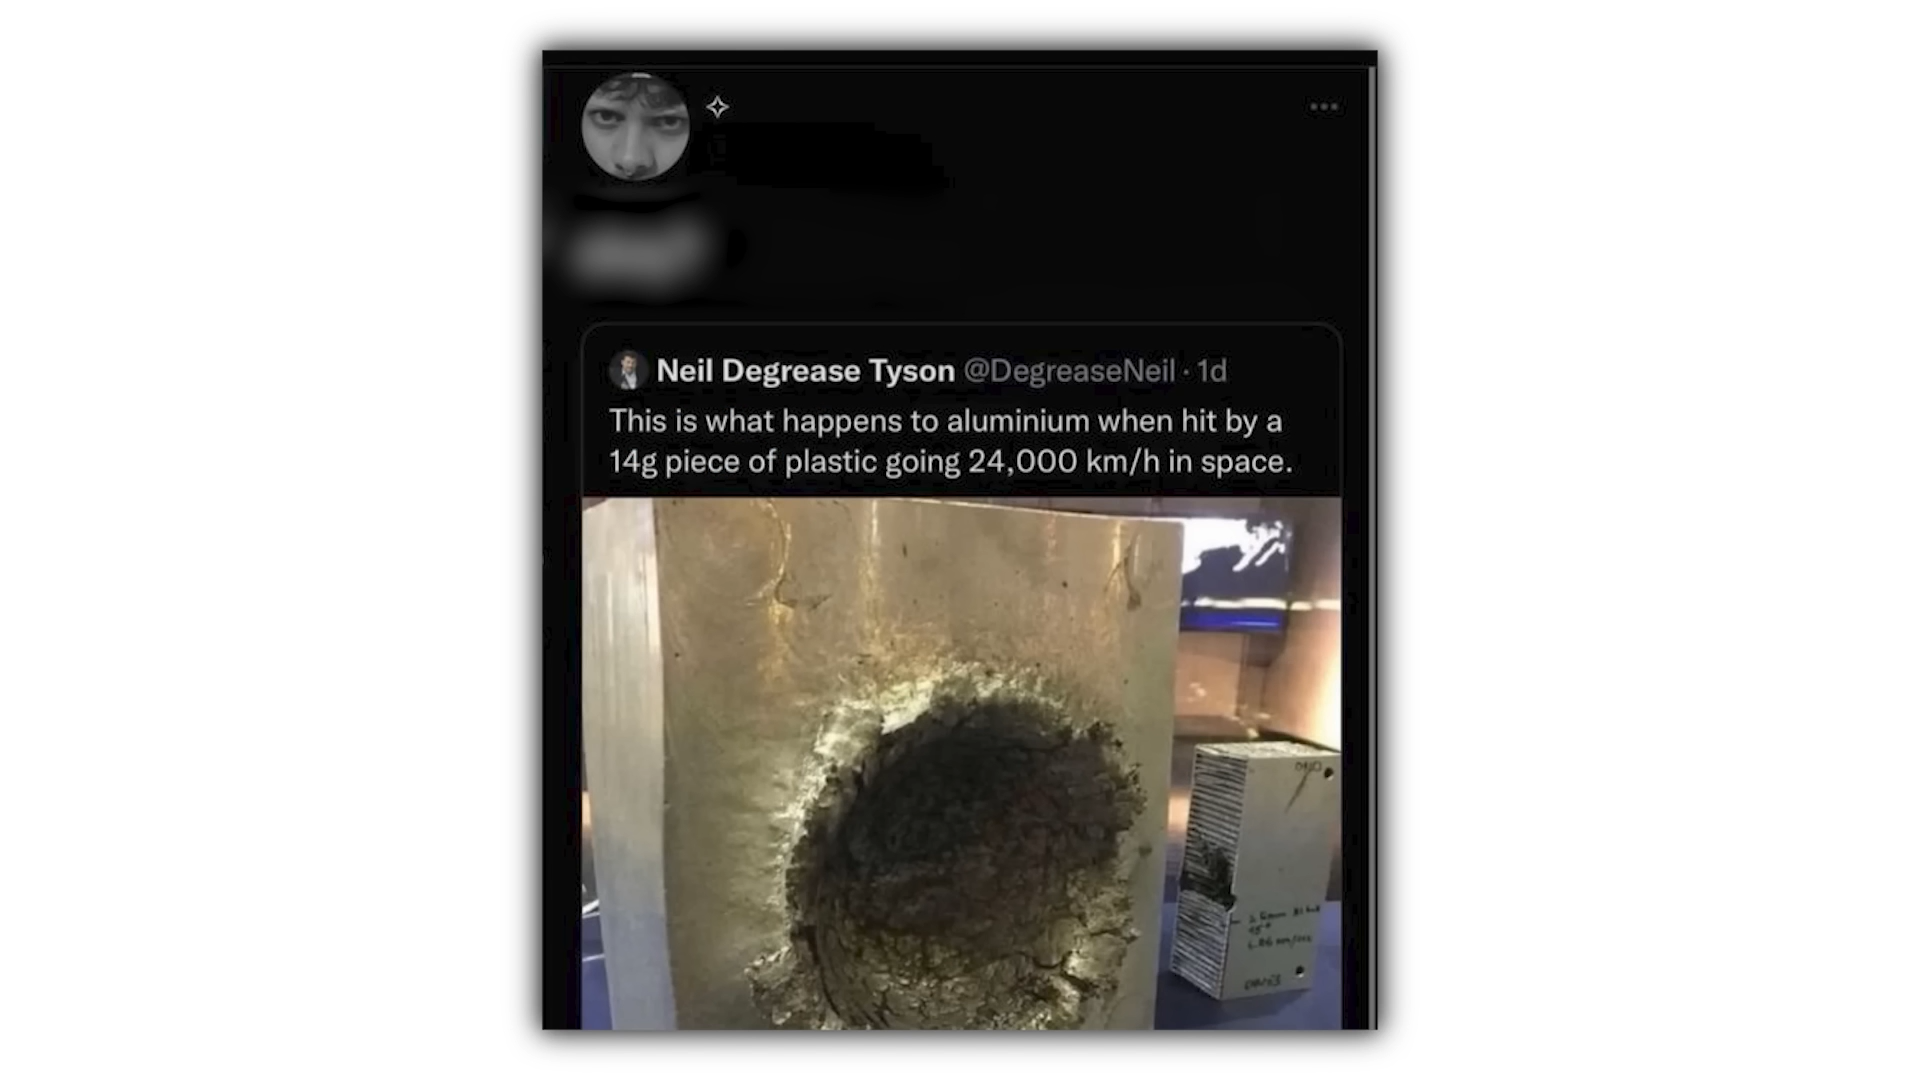 Neil Degrease Tyson @DegreaseNeil · 1d
This is what happens to aluminium when hit by a
14g piece of plastic going 24,000 km/h in space.